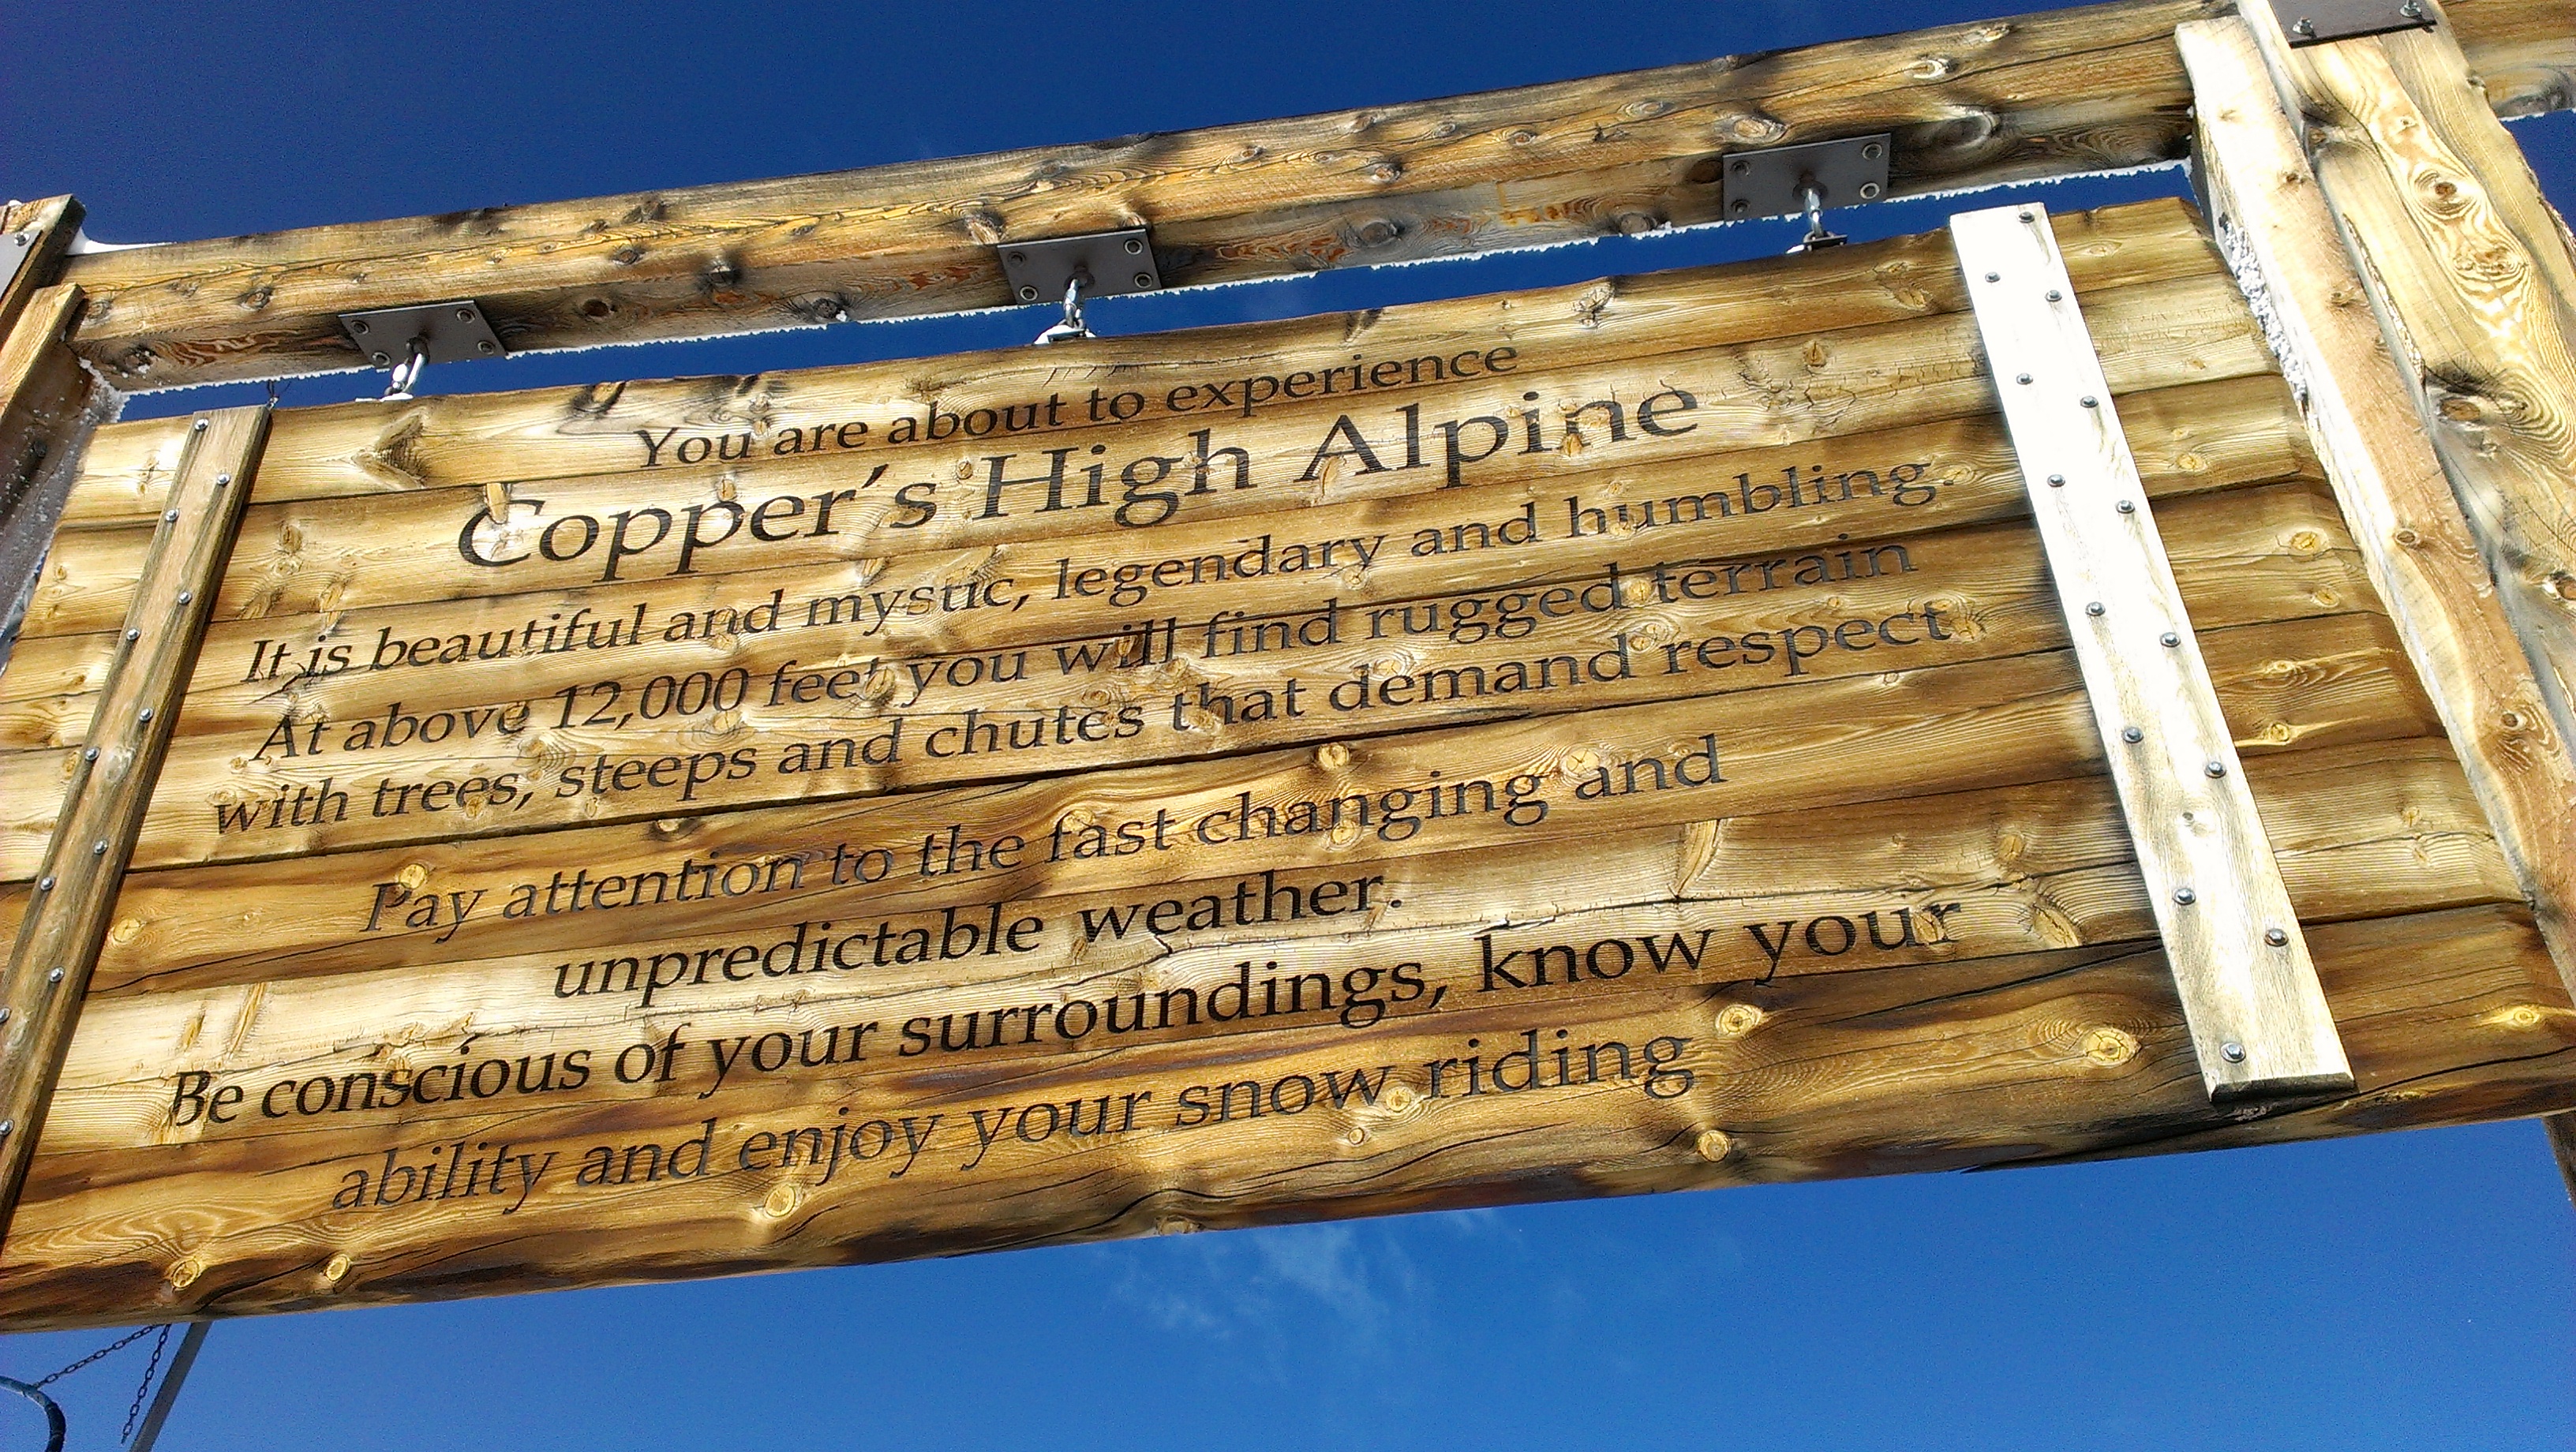 You are about to experience
Copper's High Alpine
It is beautiful and mystic, legendary and humbling.
At above 12,000 feet you will find rugged terrain
with trees, steeps and chutes that demand respect
Pay attention to the fast changing and
unpredictable weather.
Be conscious of your surroundings, know your
ability and enjoy your snow riding